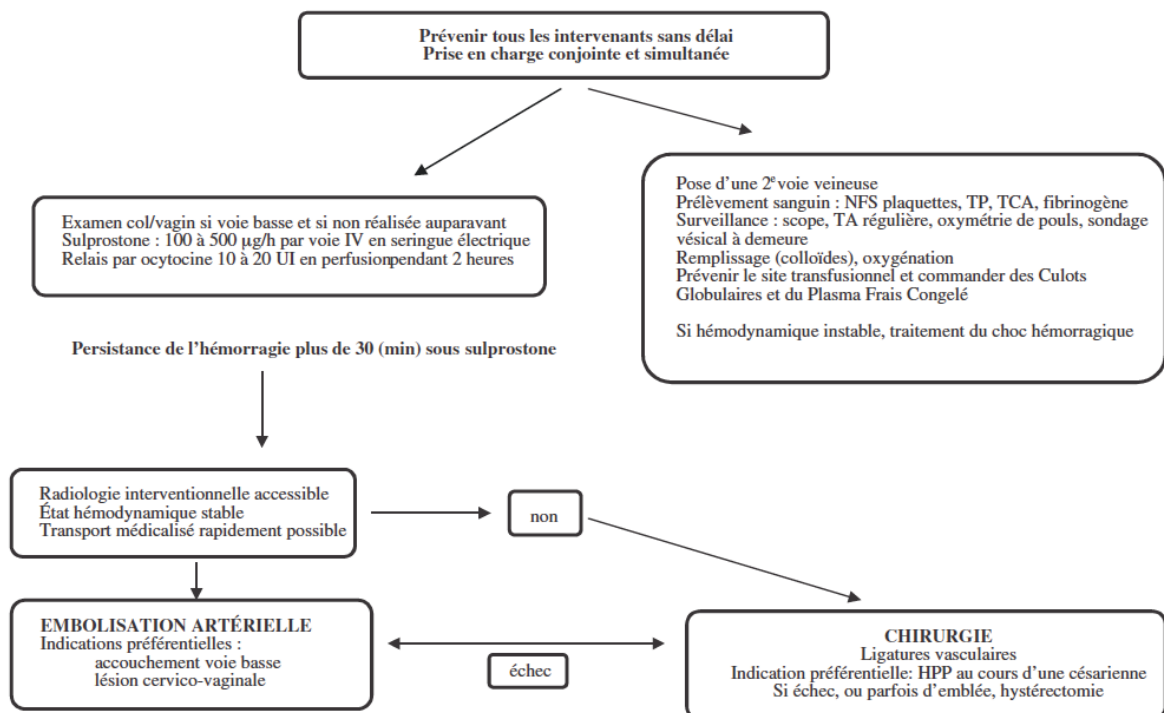 Prévenir tous les intervenants sans délai
Prise en charge conjointe et simultanée
Examen col/vagin si voie basse et si non réalisée auparavant
Sulprostone : 100 à 500 µg/h par voie IV en seringue électrique
Relais par ocytocine 10 à 20 UI en perfusionpendant 2 heures
Pose d'une 2e voie veineuse
Prélèvement sanguin : NFS plaquettes, TP, TCA, fibrinogène
Surveillance : scope, TA régulière, oxymétrie de pouls, sondage
vésical à demeure
Remplissage (colloïdes), oxygénation
Prévenir le site transfusionnel et commander des Culots
Globulaires et du Plasma Frais Congelé
Si hémodynamique instable, traitement du choc hémorragique
Persistance de l'hémorragie plus de 30 (min) sous sulprostone
Radiologie interventionnelle accessible
État hémodynamique stable
Transport médicalisé rapidement possible
non
EMBOLISATION ARTÉRIELLE
Indications préférentielles :
accouchement voie basse
lésion cervico-vaginale
échec
CHIRURGIE
Ligatures vasculaires
Indication préférentielle: HPP au cours d'une césarienne
Si échec, ou parfois d'emblée, hystérectomie